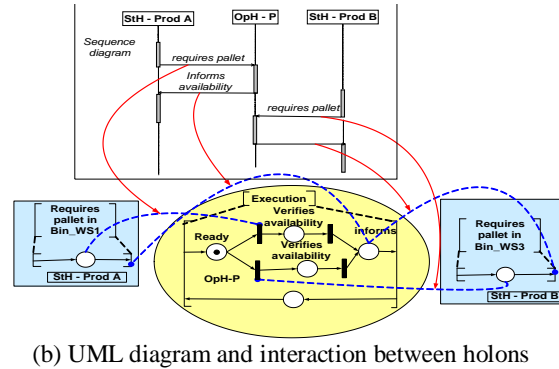 StH - Prod A
OpH - P
StH - Prod B
Sequence
diagram
requires pallet
Informs
availability
requires pallet
Execution
Verifies
availability
Requires
pallet in
Bin_WS1
StH - Prod A
Ready
Verifies
availability
informs
OpH-P
Requires
pallet in
Bin_WS3
StH - Prod B
(b) UML diagram and interaction between holons